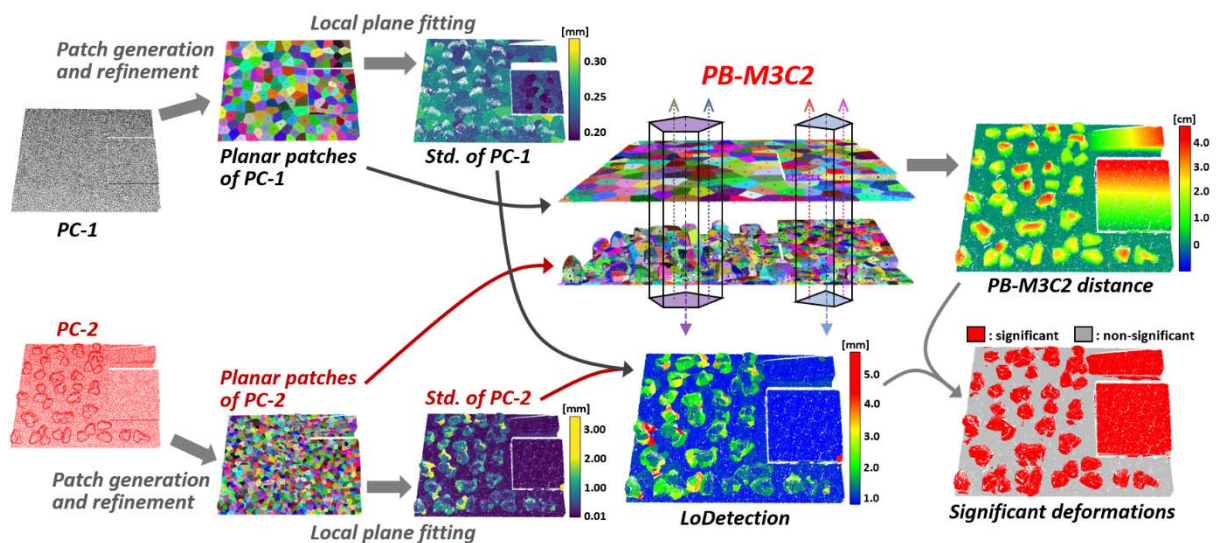 Local plane fitting
Patch generation
and refinement
[mm]
0.30
0.25
0.20
PC-1
Planar patches
of PC-1
Std. of PC-1
PB-M3C2
[cm]
4.0
3.0
2.0
1.0
0
PB-M3C2 distance
PC-2
Planar patches
of PC-2
Std. of PC-2
[mm]
3.00
2.00
1.00
0.01
Patch generation
and refinement
Local plane fitting
[mm]
5.0
4.0
3.0
2.0
1.0
LoDetection
: significant
: non-significant
Significant deformations